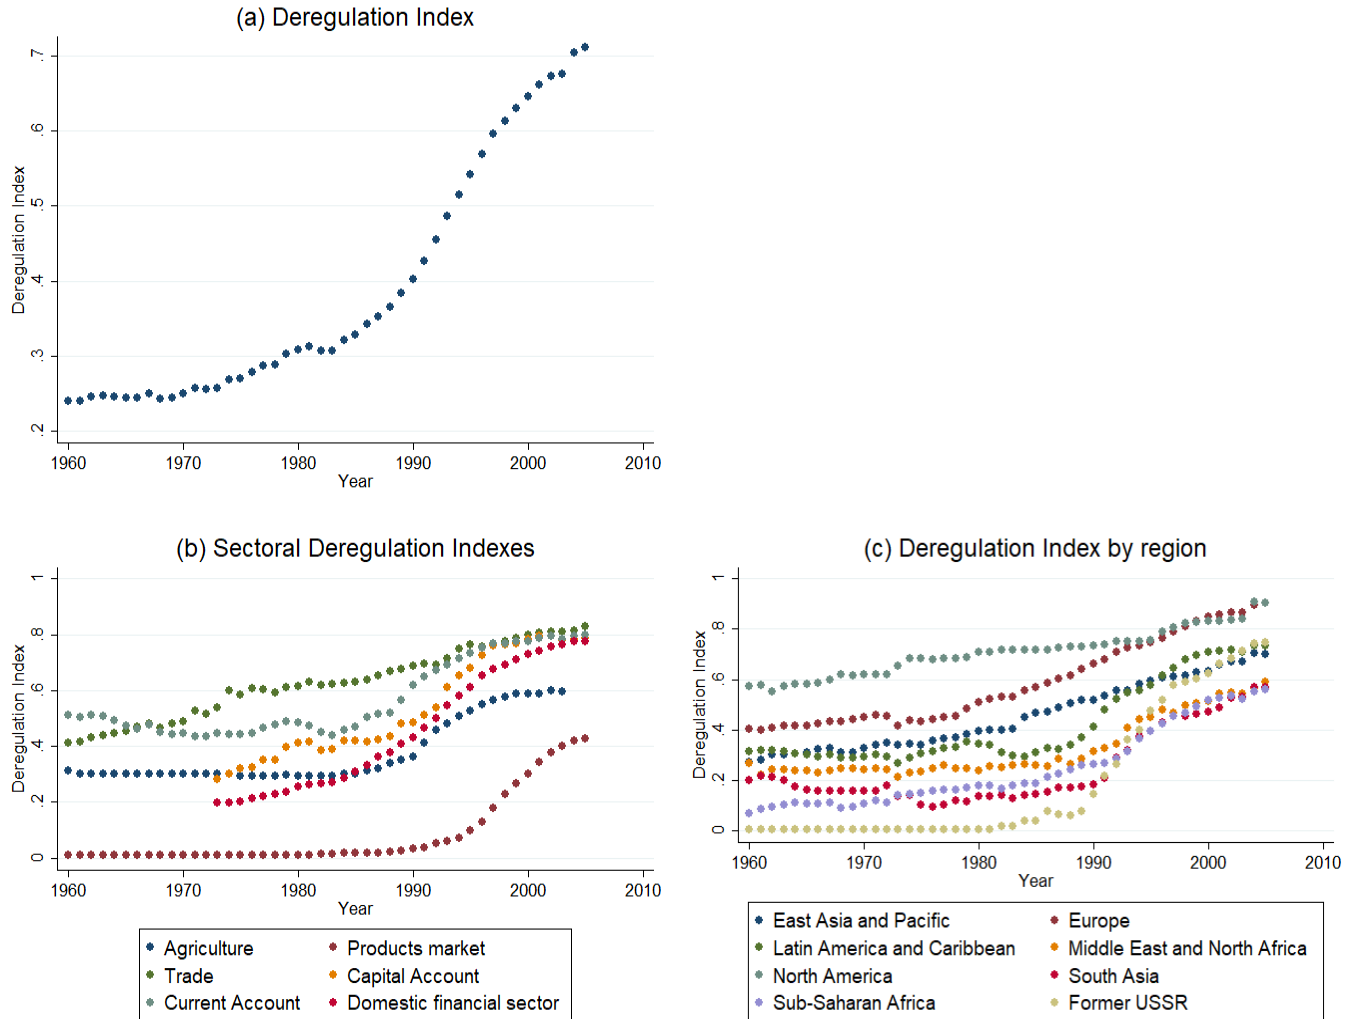 (a) Deregulation Index
Deregulation Index
.7
.6
.5
.4
.3
.2
1960 1970 1980 1990 2000 2010
Year
(b) Sectoral Deregulation Indexes
Deregulation Index
1
.8
.6
.4
.2
0
1960 1970 1980 1990 2000 2010
Year
Agriculture Products market
Trade Capital Account
Current Account Domestic financial sector
(c) Deregulation Index by region
Deregulation Index
1
.8
.6
.4
.2
0
1960 1970 1980 1990 2000 2010
Year
East Asia and Pacific Europe
Latin America and Caribbean Middle East and North Africa
North America South Asia
Sub-Saharan Africa Former USSR